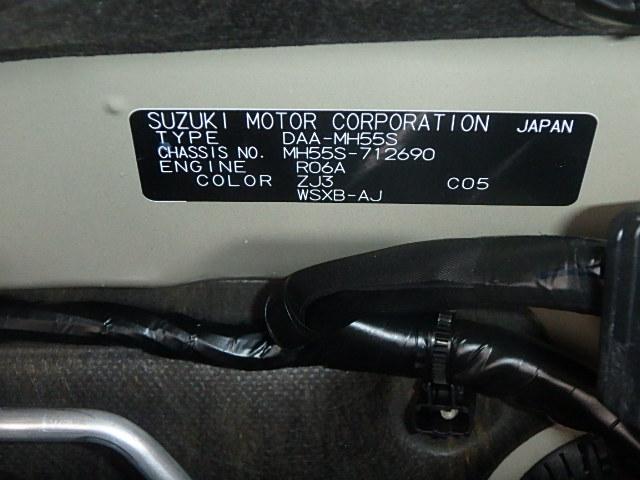 SUZUKI MOTOR CORPORATION JAPAN
TYPE DAA-MH55S
CHASSIS NO. MH55S-712690
ENGINE R06A
COLOR ZJ3 C05
WSXB-AJ